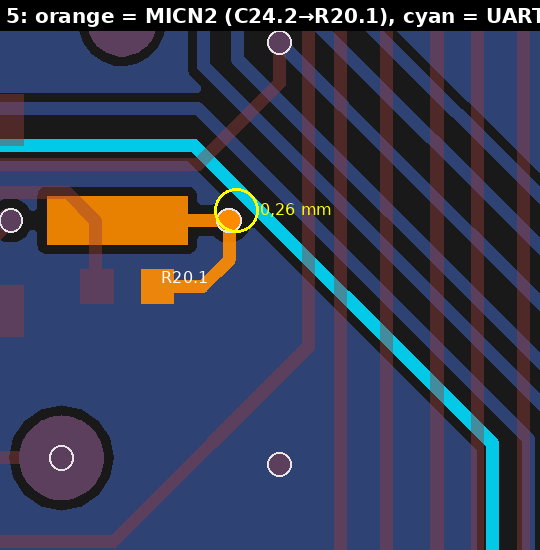 5: orange = MICN2 (C24.2→R20.1), cyan = UART
0,26 mm
R20.1